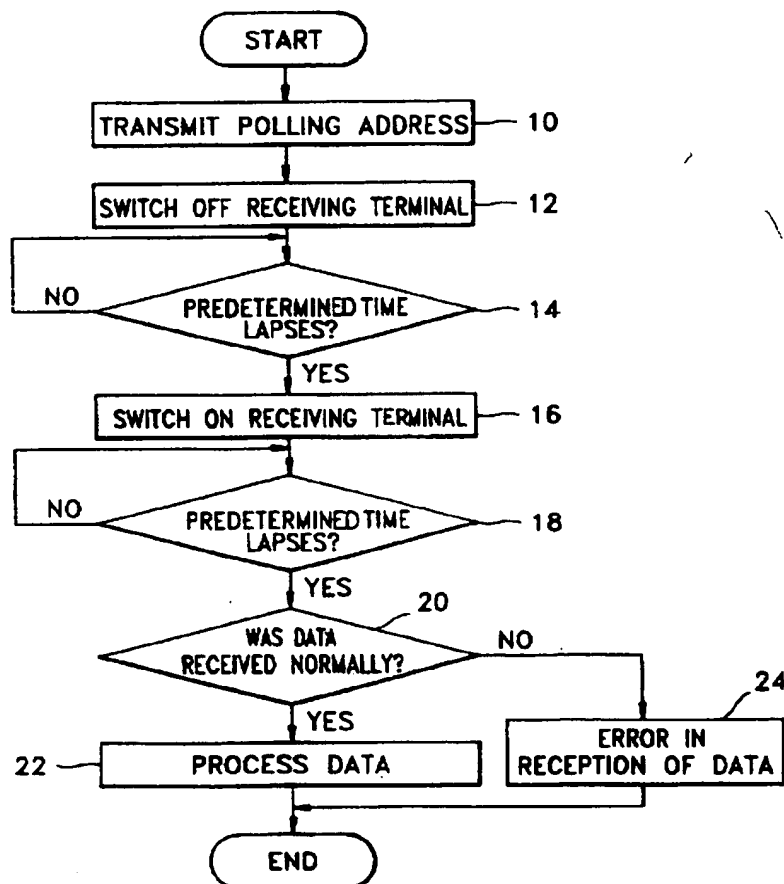 START
TRANSMIT POLLING ADDRESS
10
SWITCH OFF RECEIVING TERMINAL
12
NO
PREDETERMINED TIME
LAPSES?
14
YES
SWITCH ON RECEIVING TERMINAL
16
NO
PREDETERMINED TIME
LAPSES?
18
YES
20
WAS DATA
RECEIVED NORMALLY?
NO
24
YES
ERROR IN
RECEPTION OF DATA
22
PROCESS DATA
END